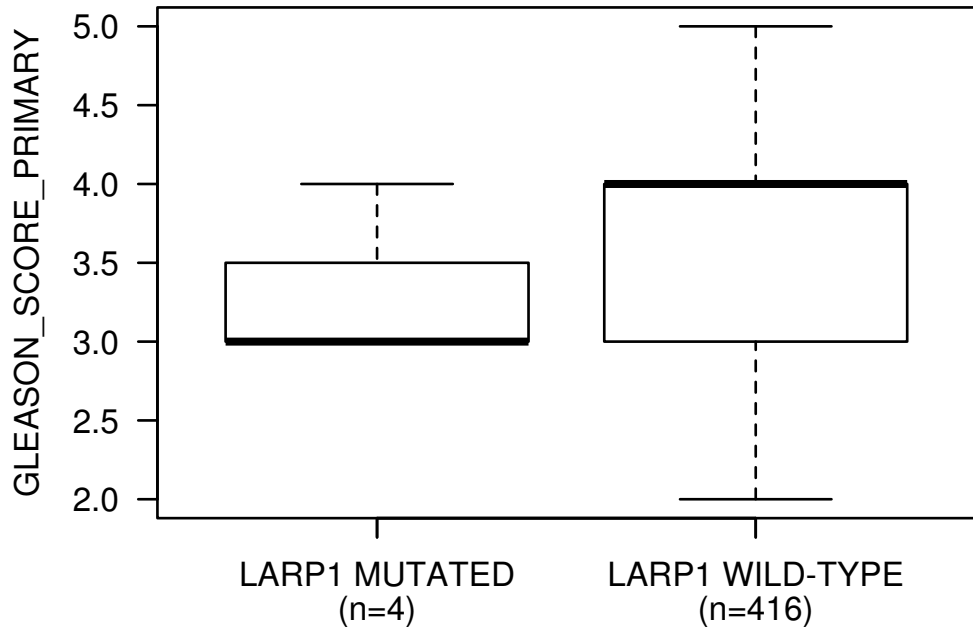 GLEASON_SCORE_PRIMARY
5.0
4.5
4.0
3.5
3.0
2.5
2.0
LARP1 MUTATED
(n=4)
LARP1 WILD-TYPE
(n=416)